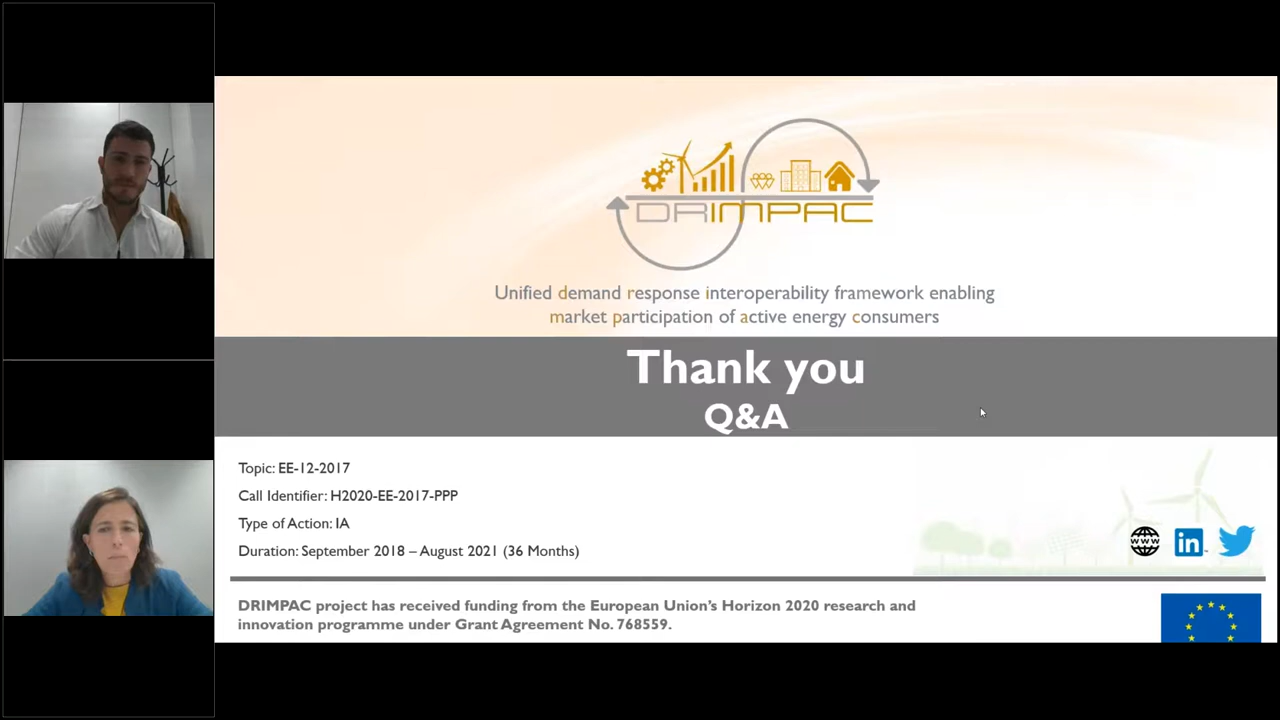 DRIMPAC
Unified demand response interoperability framework enabling
market participation of active energy consumers
Thank you
Q&A
Topic: EE-12-2017
Call Identifier: H2020-EE-2017-PPP
Type of Action: IA
Duration: September 2018 – August 2021 (36 Months)
WWW
in
DRIMPAC project has received funding from the European Union's Horizon 2020 research and
innovation programme under Grant Agreement No. 768559.